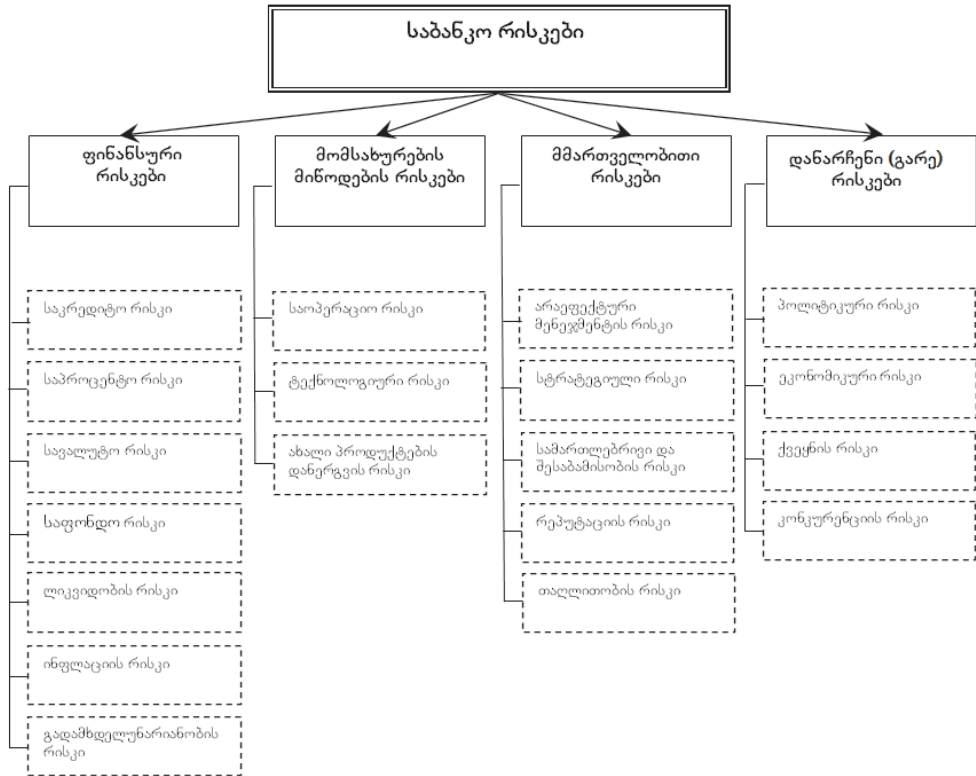 საბანკო რისკები
ფინანსური
რისკები
საკრედიტო რისკი
საპროცენტო რისკი
სავალუტო რისკი
საფონდო რისკი
ლიკვიდობის რისკი
ინფლაციის რისკი
გადამხდელუნარიანობის
რისკი
მომსახურების
მიწოდების რისკები
საოპერაციო რისკი
ტექნოლოგიური რისკი
ახალი პროდუქტების
დანერგვის რისკი
მმართველობითი
რისკები
არაეფექტური
მენეჯმენტის რისკი
სტრატეგიული რისკი
სამართლებრივი და
შესაბამისობის რისკი
რეპუტაციის რისკი
თაღლითობის რისკი
დანარჩენი (გარე)
რისკები
პოლიტიკური რისკი
ეკონომიკური რისკი
ქვეყნის რისკი
კონკურენციის რისკი